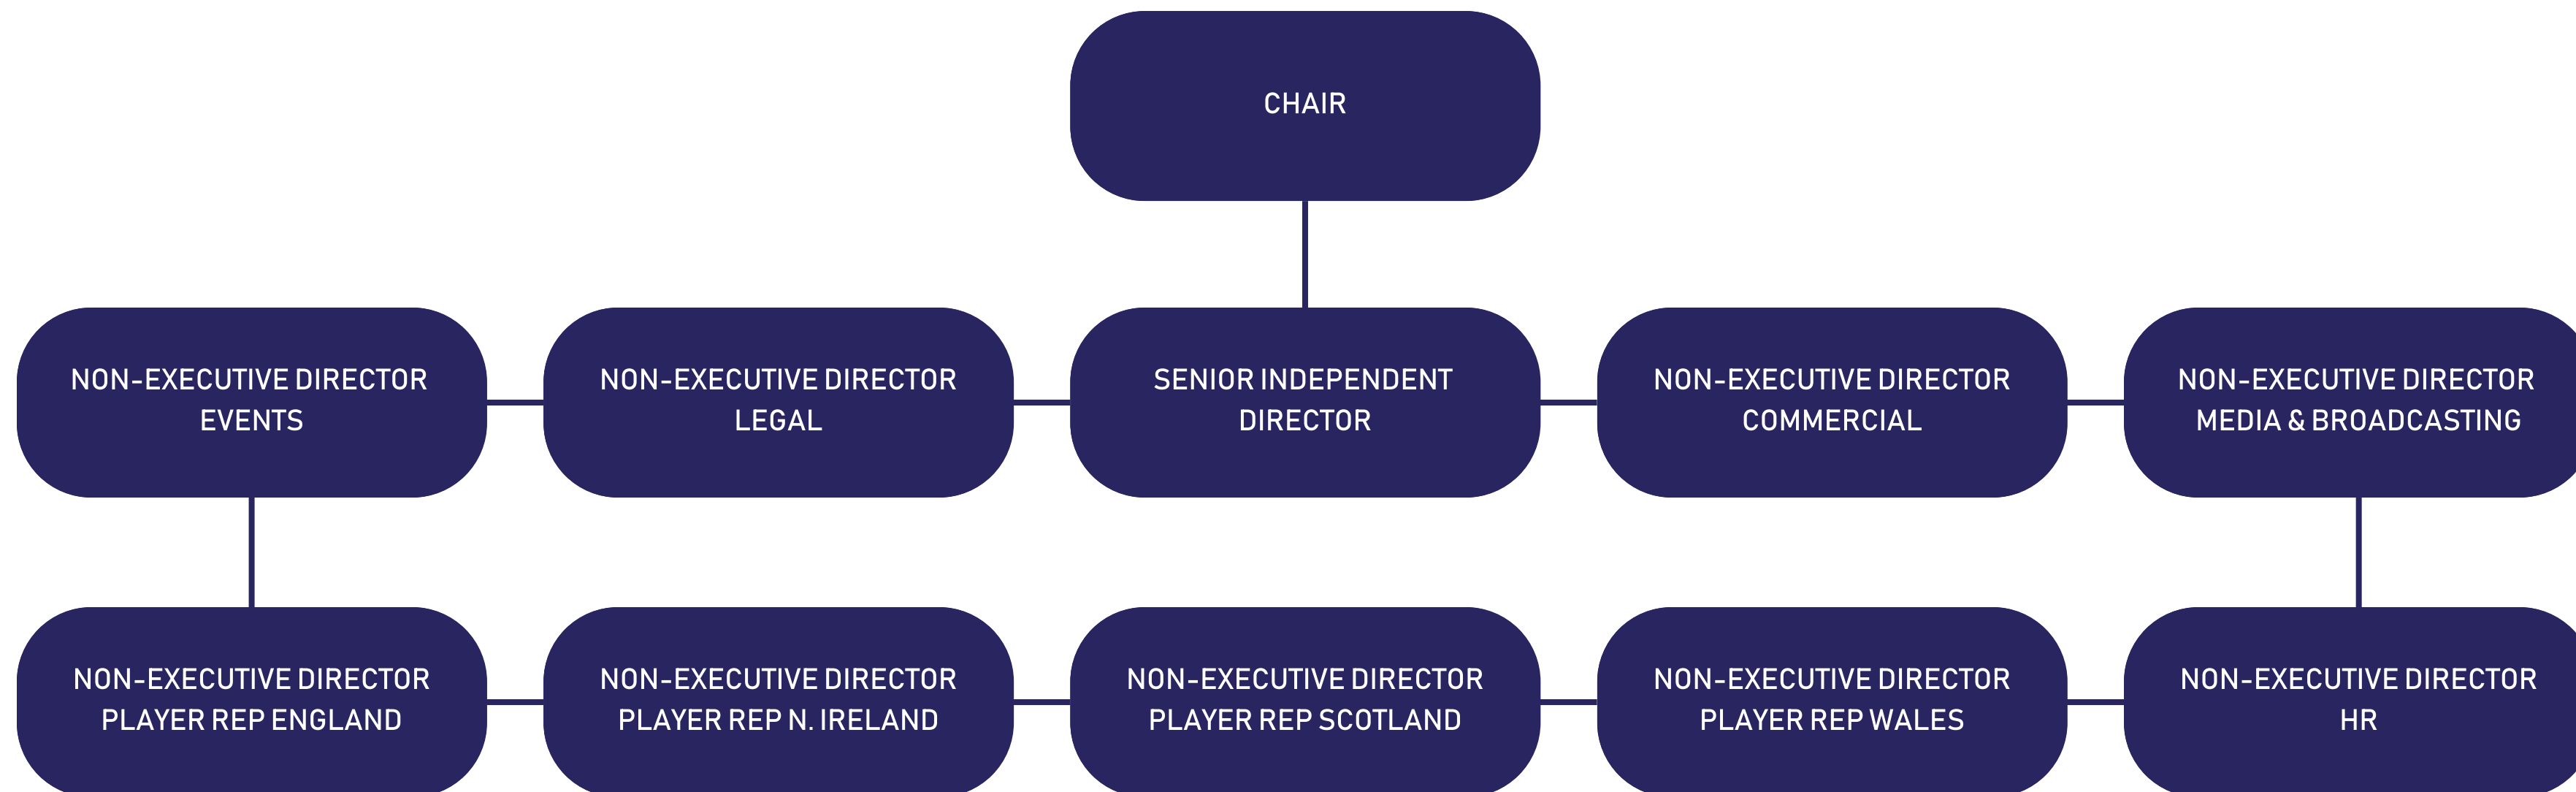 CHAIR
NON-EXECUTIVE DIRECTOR
EVENTS
NON-EXECUTIVE DIRECTOR
LEGAL
SENIOR INDEPENDENT
DIRECTOR
NON-EXECUTIVE DIRECTOR
COMMERCIAL
NON-EXECUTIVE DIRECTOR
MEDIA & BROADCASTING
NON-EXECUTIVE DIRECTOR
PLAYER REP ENGLAND
NON-EXECUTIVE DIRECTOR
PLAYER REP N. IRELAND
NON-EXECUTIVE DIRECTOR
PLAYER REP SCOTLAND
NON-EXECUTIVE DIRECTOR
PLAYER REP WALES
NON-EXECUTIVE DIRECTOR
HR